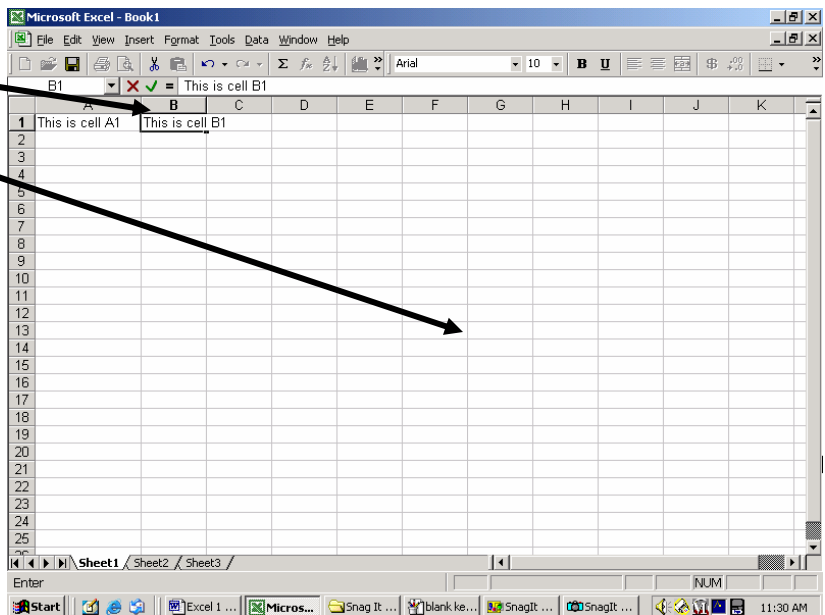 Microsoft Excel - Book1
File Edit View Insert Format Tools Data Window Help
Arial 10 B U $
B1 = This is cell B1
A B C D E F G H I J K
1 This is cell A1 This is cell B1
2
3
4
5
6
7
8
9
10
11
12
13
14
15
16
17
18
19
20
21
22
23
24
25
Sheet1 Sheet2 Sheet3
Enter NUM
Start Excel 1 ... Micros... Snag It ... blank ke... SnagIt ... SnagIt ... 11:30 AM